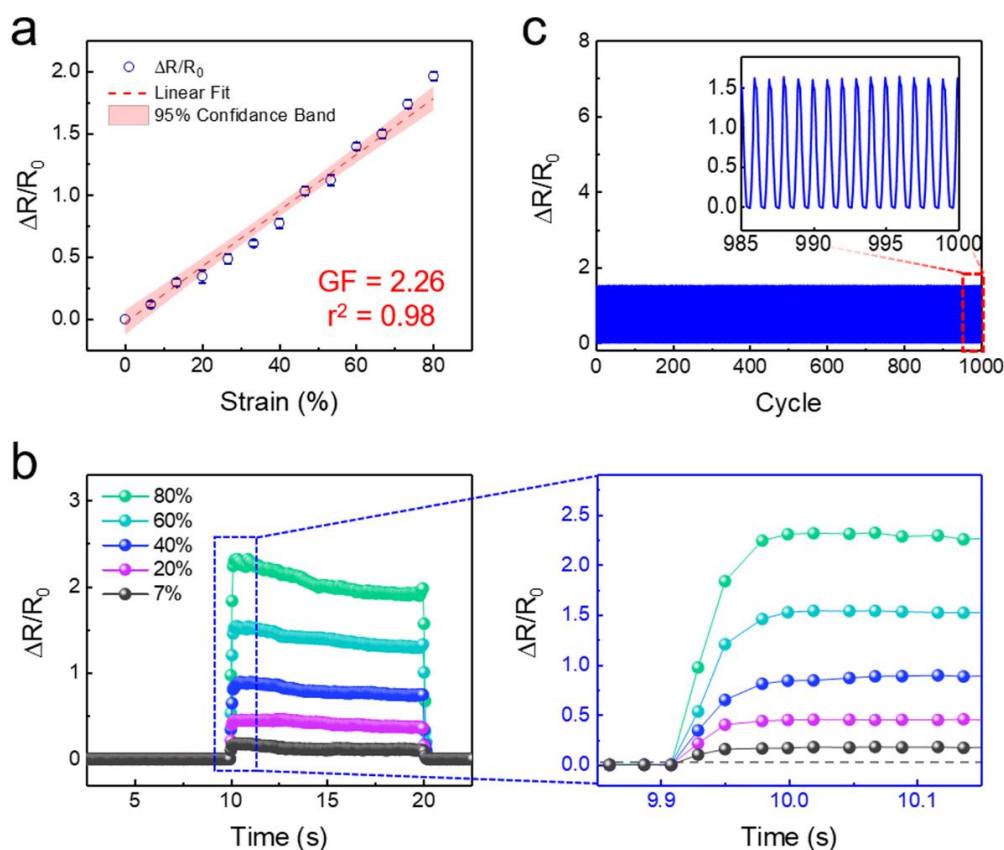 a
ΔR/R0
2.0
1.5
1.0
0.5
0.0
ΔR/R0
Linear Fit
95% Confidance Band
GF = 2.26
r² = 0.98
0 20 40 60 80
Strain (%)
c
ΔR/R0
8
6
4
2
0
1.5
1.0
0.5
0.0
985 990 995 1000
0 200 400 600 800 1000
Cycle
b
ΔR/R0
3
2
1
0
80%
60%
40%
20%
7%
5 10 15 20
Time (s)
ΔR/R0
2.5
2.0
1.5
1.0
0.5
0.0
9.9 10.0 10.1
Time (s)